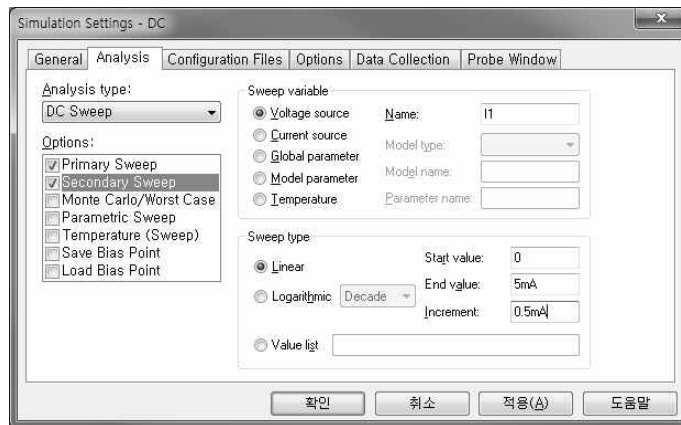 Simulation Settings - DC
General Analysis Configuration Files Options Data Collection Probe Window
Analysis type:
DC Sweep
Options:
Primary Sweep
Secondary Sweep
Monte Carlo/Worst Case
Parametric Sweep
Temperature (Sweep)
Save Bias Point
Load Bias Point
Sweep variable
Voltage source
Current source
Global parameter
Model parameter
Temperature
Name: I1
Model type:
Model name:
Parameter name:
Sweep type
Linear
Logarithmic Decade
Value list
Start value: 0
End value: 5mA
Increment: 0.5mA
확인 취소 적용(A) 도움말